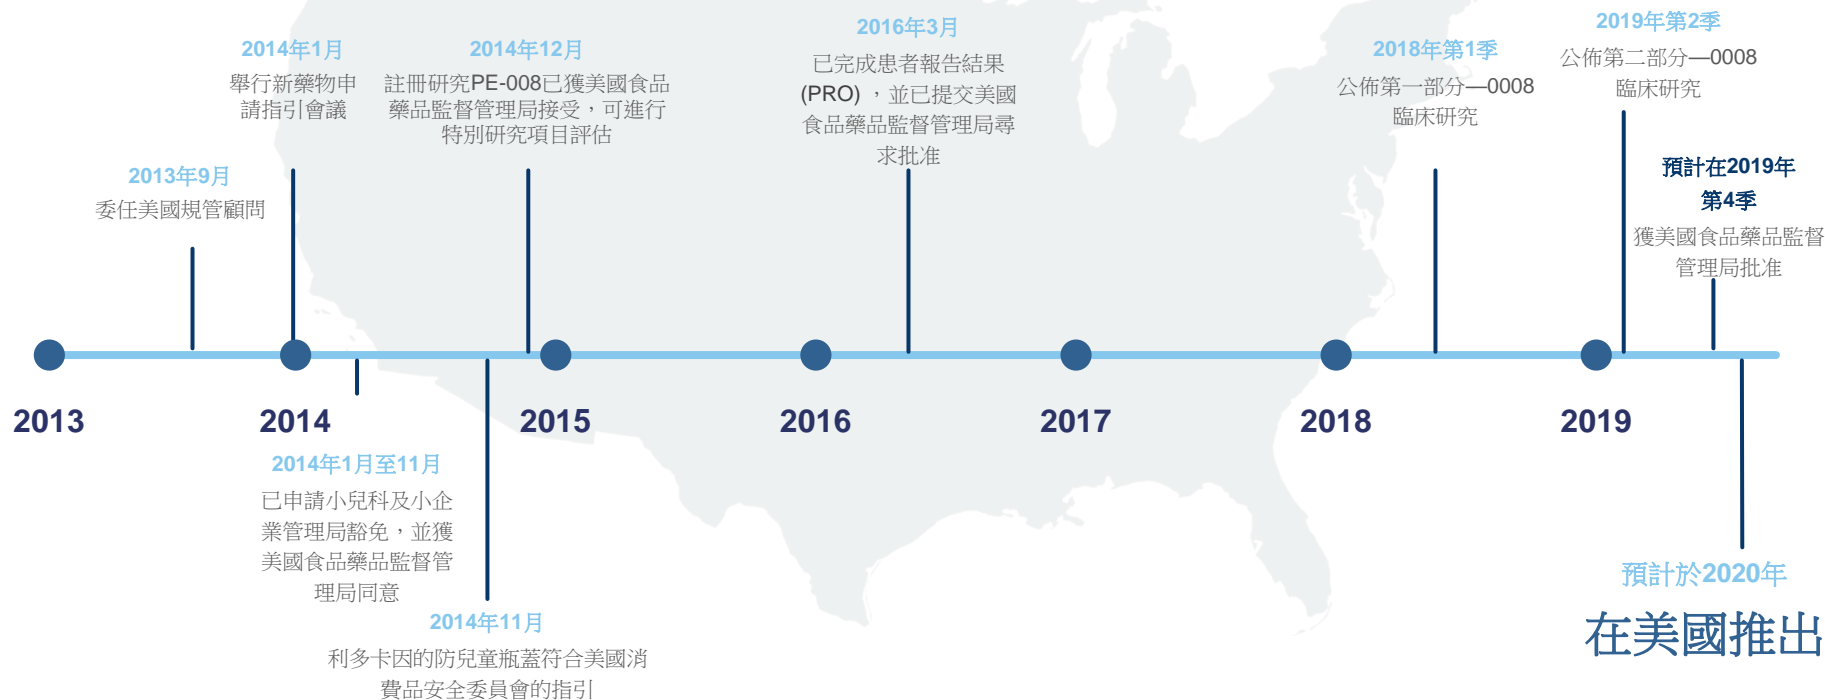 2013年9月
委任美國規管顧問
2014年1月
舉行新藥物申
請指引會議
2014年12月
註冊研究PE-008已獲美國食品
藥品監督管理局接受，可進行
特別研究項目評估
2016年3月
已完成患者報告結果
(PRO) ，並已提交美國
食品藥品監督管理局尋
求批准
2018年第1季
公佈第一部分—0008
臨床研究
2019年第2季
公佈第二部分—0008
臨床研究
預計在2019年
第4季
獲美國食品藥品監督
管理局批准
2013
2014
2015
2016
2017
2018
2019
2014年1月至11月
已申請小兒科及小企
業管理局豁免，並獲
美國食品藥品監督管
理局同意
2014年11月
利多卡因的防兒童瓶蓋符合美國消
費品安全委員會的指引
預計於2020年
在美國推出